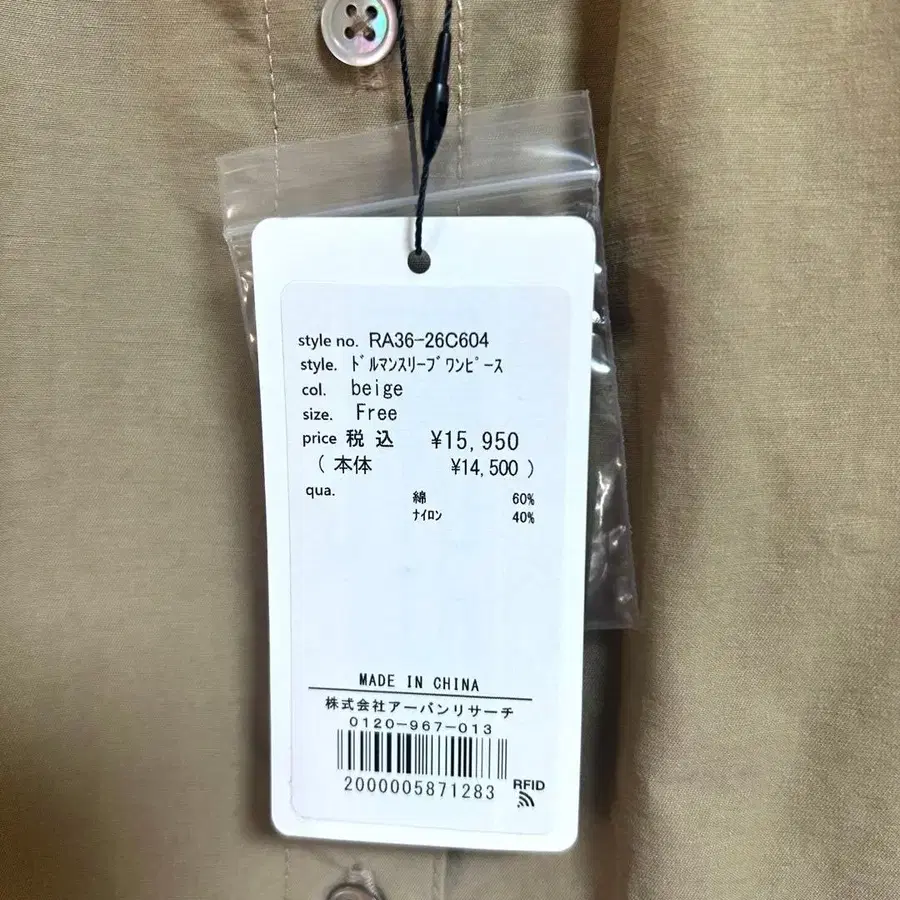 style no. RA36-26C604
style. ﾄﾞﾙﾏﾝｽﾘｰﾌﾞﾜﾝﾋﾟｰｽ
col. beige
size. Free
price 税込 ¥15,950
( 本体 ¥14,500 )
qua.
綿 60%
ﾅｲﾛﾝ 40%
MADE IN CHINA
株式会社アーバンリサーチ
0120-967-013
2000005871283
RFID